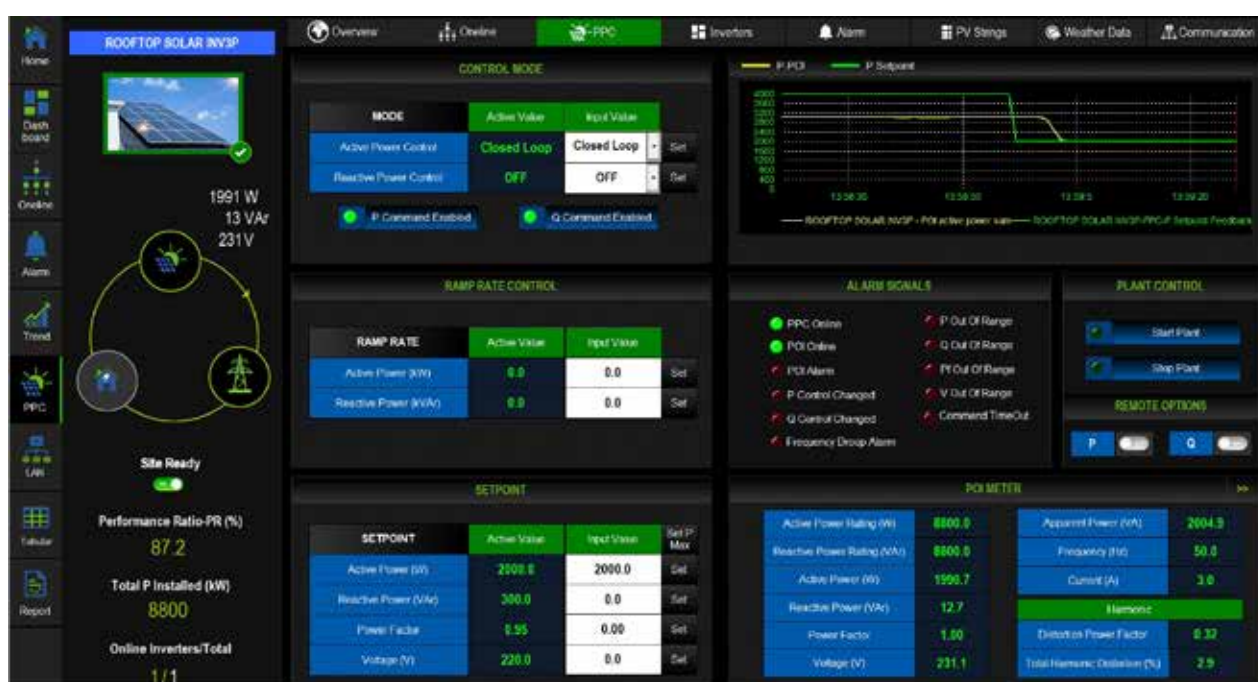 Home
Dash board
Oneline
Alarm
Trend
PPC
LAN
Tabular
Report
ROOFTOP SOLAR INV3P
1991 W
13 VAr
231 V
Site Ready
Performance Ratio-PR (%)
87.2
Total P Installed (kW)
8800
Online Inverters/Total
1/1
Overview
Oneline
PPC
Inverters
Alarm
PV Strings
Weather Data
Communication
CONTROL MODE
MODE Active Value Input Value
Active Power Control Closed Loop Closed Loop Set
Reactive Power Control OFF OFF Set
P Command Enabled Q Command Enabled
P.POI P Setpoint
ROOFTOP SOLAR INV3P - POI active power sum
RAMP RATE CONTROL
RAMP RATE Active Value Input Value
Active Power (kW) 0.0 0.0 Set
Reactive Power (kVAr) 0.0 0.0 Set
ALARM SIGNALS
PPC Online P Out Of Range
POI Online Q Out Of Range
POI Alarm Pf Out Of Range
P Control Changed V Out Of Range
Q Control Changed Command TimeOut
Frequency Droop Alarm
PLANT CONTROL
Start Plant
Stop Plant
REMOTE OPTIONS
P Q
SETPOINT
SETPOINT Active Value Input Value Set P Max
Active Power (W) 2000.0 2000.0 Set
Reactive Power (VAr) 300.0 0.0 Set
Power Factor 0.95 0.00 Set
Voltage (V) 220.0 0.0 Set
POI METER >>
Active Power Rating (W) 8800.0 Apparent Power (VA) 2004.9
Reactive Power Rating (VAr) 8800.0 Frequency (Hz) 50.0
Active Power (W) 1990.7 Current (A) 3.0
Reactive Power (VAr) 12.7 Harmonic
Power Factor 1.00 Distortion Power Factor 0.32
Voltage (V) 231.1 Total Harmonic Distortion (%) 2.9